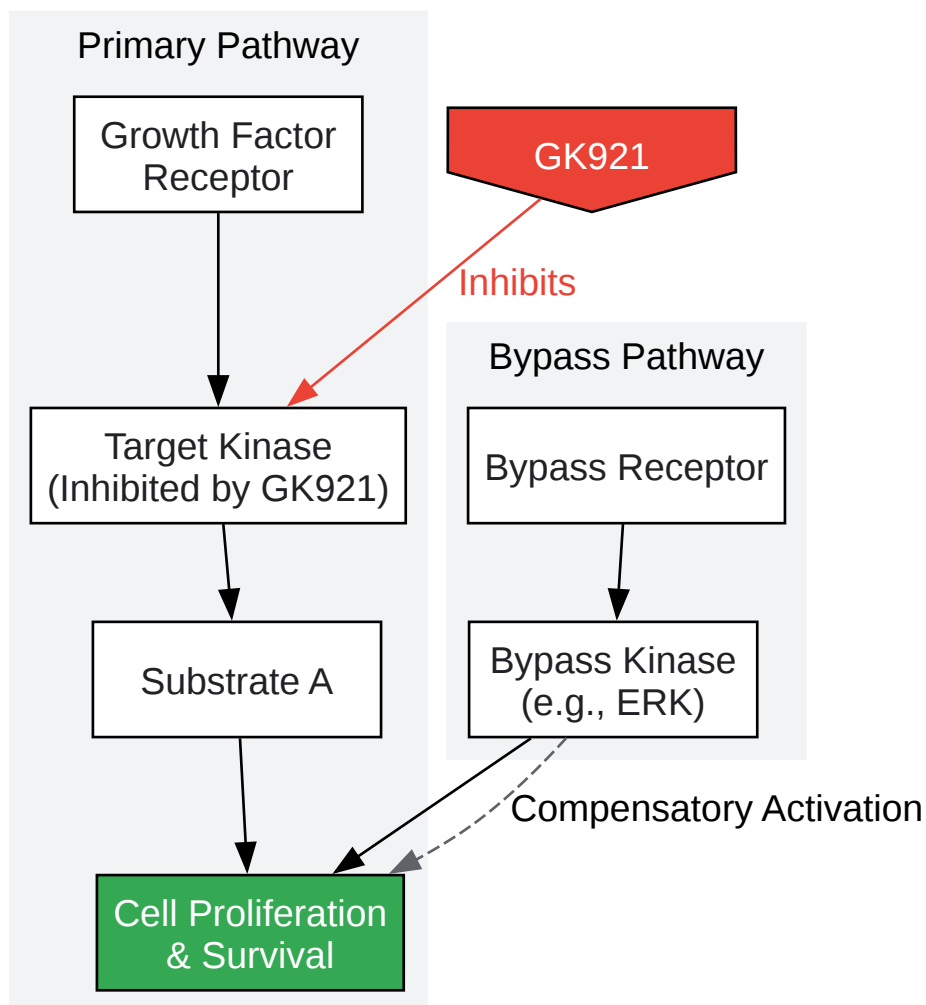 Primary Pathway
Growth Factor
Receptor
GK921
Inhibits
Bypass Pathway
Target Kinase
(Inhibited by GK921)
Bypass Receptor
Substrate A
Bypass Kinase
(e.g., ERK)
Compensatory Activation
Cell Proliferation
& Survival